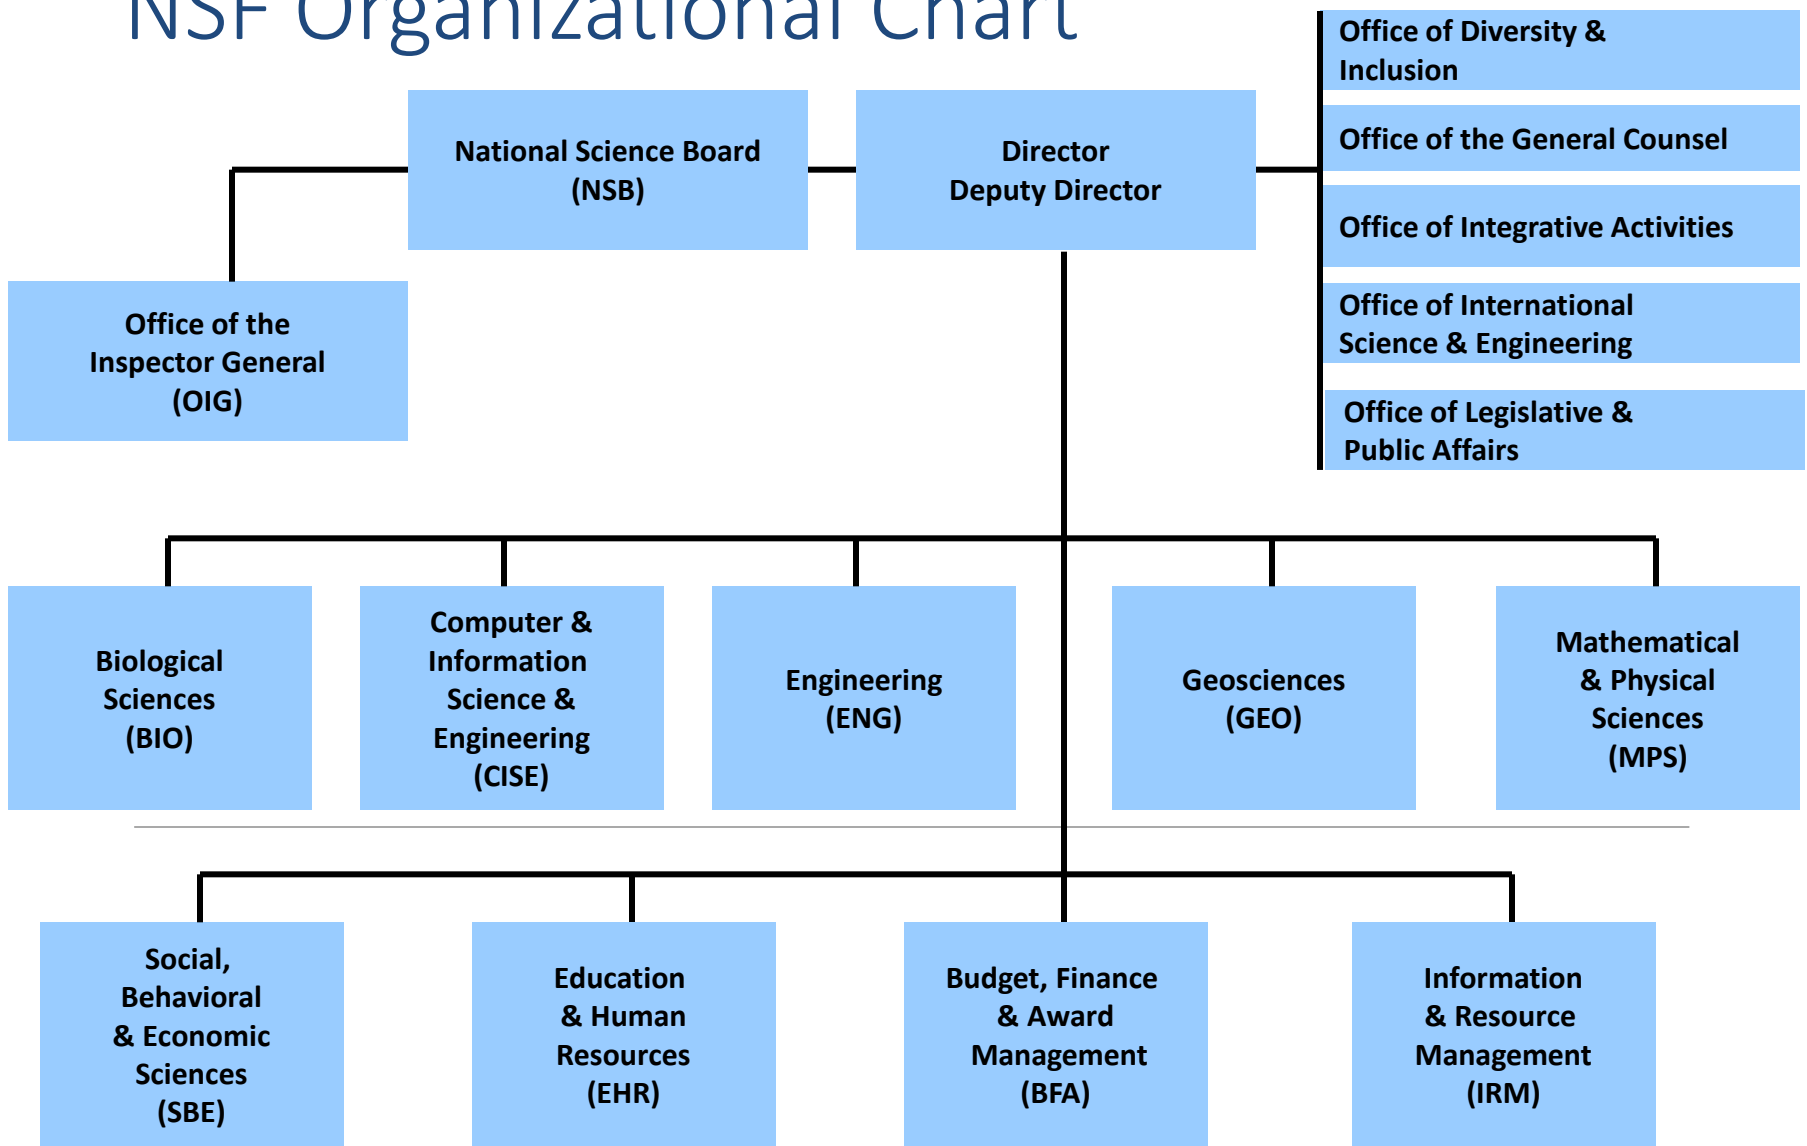 NSF Organizational Chart
Office of Diversity &
Inclusion
National Science Board
(NSB)
Director
Deputy Director
Office of the General Counsel
Office of Integrative Activities
Office of International
Science & Engineering
Office of Legislative &
Public Affairs
Office of the
Inspector General
(OIG)
Biological
Sciences
(BIO)
Computer &
Information
Science &
Engineering
(CISE)
Engineering
(ENG)
Geosciences
(GEO)
Mathematical
& Physical
Sciences
(MPS)
Social,
Behavioral
& Economic
Sciences
(SBE)
Education
& Human
Resources
(EHR)
Budget, Finance
& Award
Management
(BFA)
Information
& Resource
Management
(IRM)